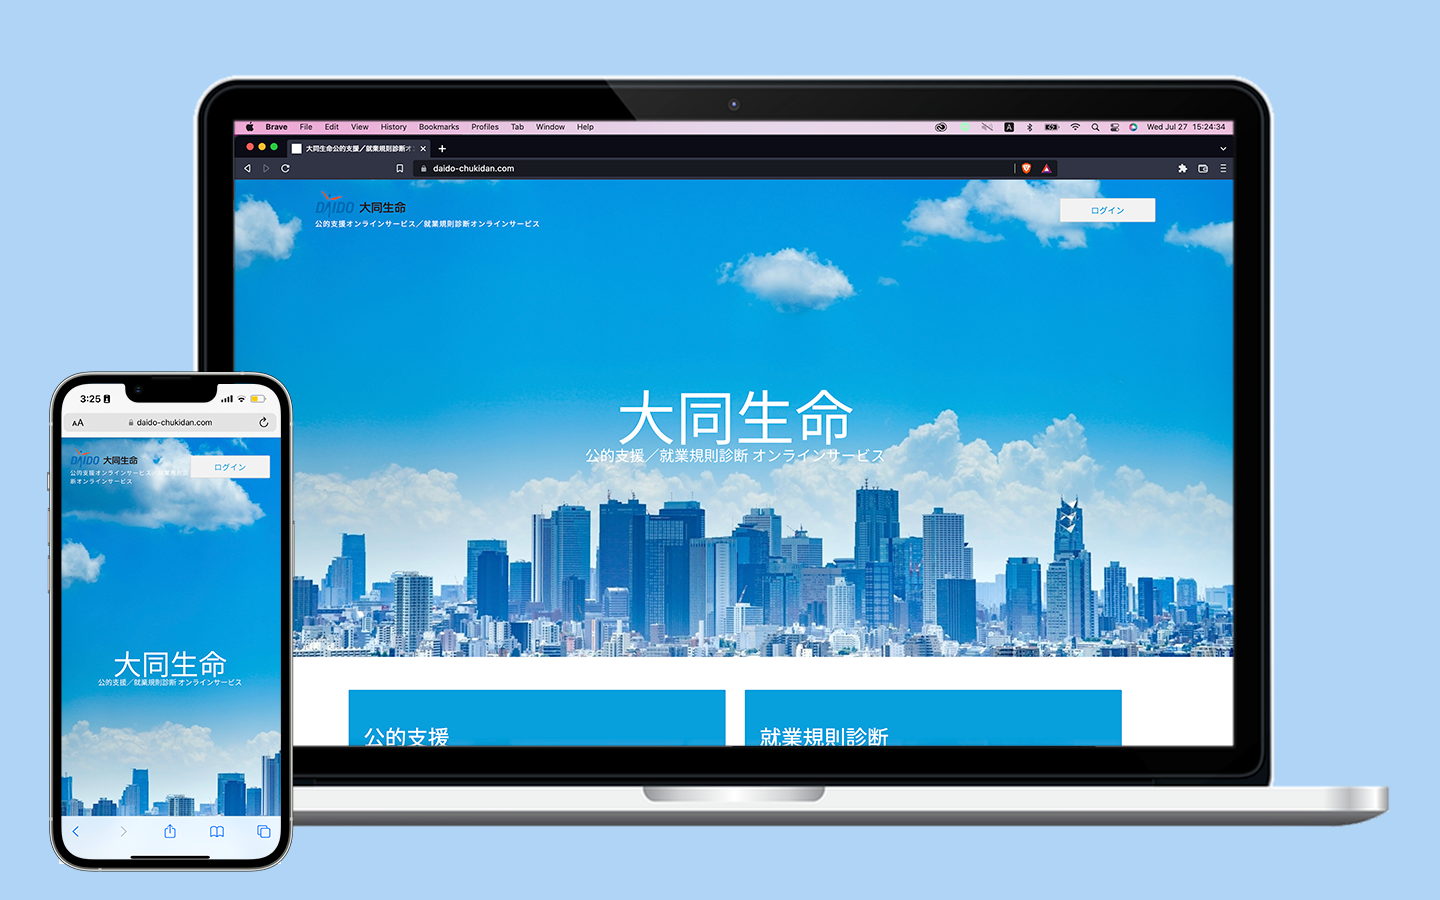 Brave File Edit View History Bookmarks Profiles Tab Window Help
Wed Jul 27 15:24:34
大同生命公的支援／就業規則診断オ
daido-chukidan.com
DAIDO 大同生命
公的支援オンラインサービス／就業規則診断オンラインサービス
ログイン
大同生命
公的支援／就業規則診断 オンラインサービス
公的支援
就業規則診断
3:25
AA
daido-chukidan.com
DAIDO 大同生命
公的支援オンラインサービス／就業規則診
断オンラインサービス
ログイン
大同生命
公的支援／就業規則診断 オンラインサービス